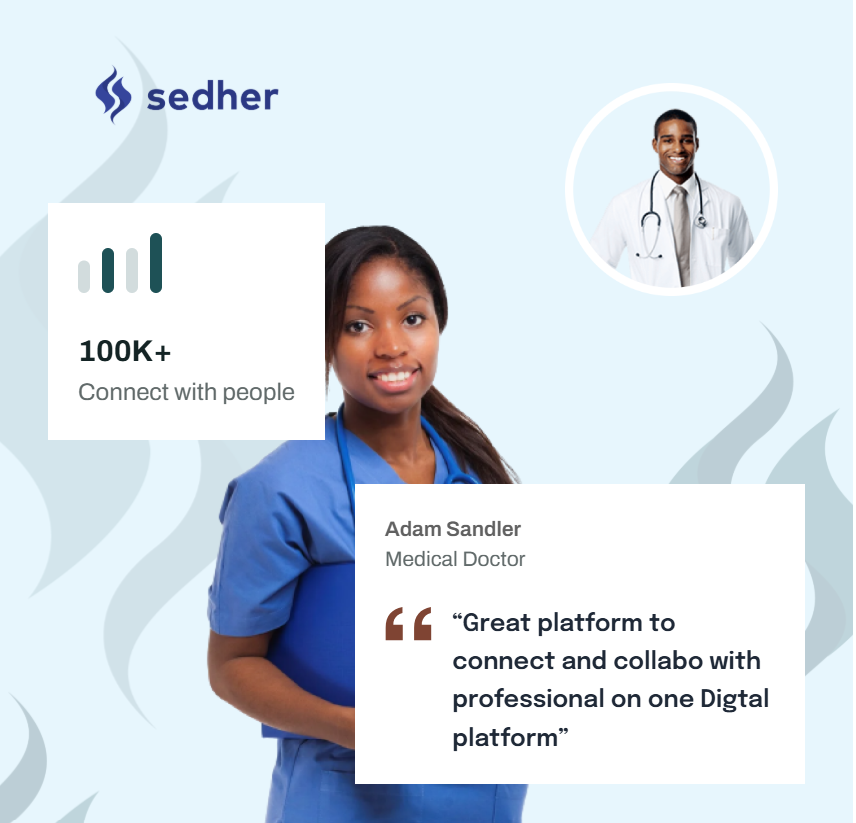 sedher
100K+
Connect with people
Adam Sandler
Medical Doctor
“Great platform to
connect and collabo with
professional on one Digtal
platform”